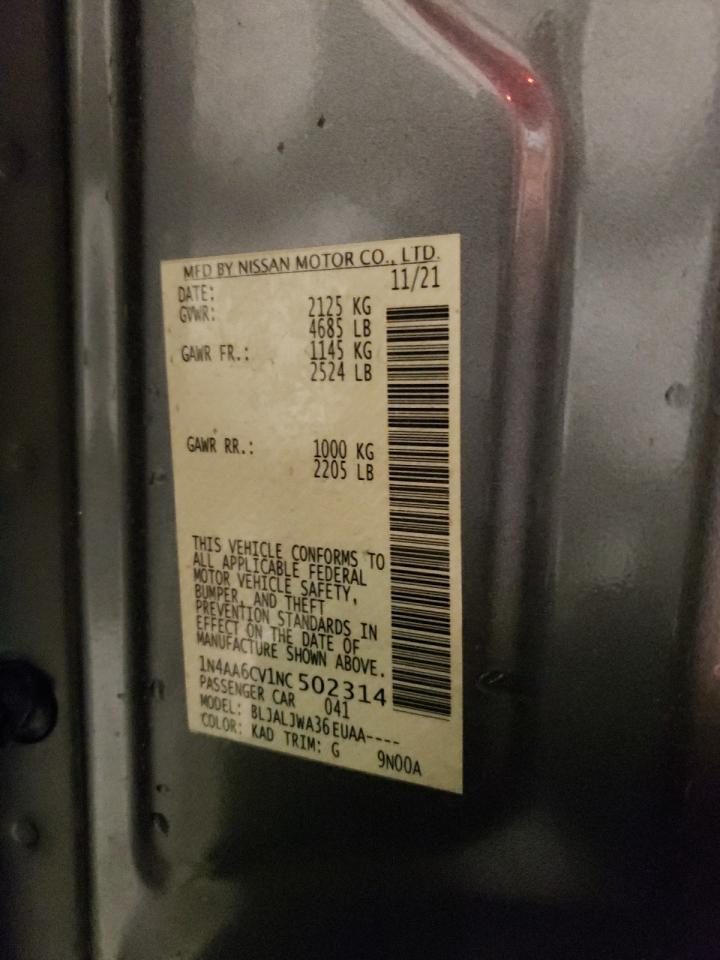 MFD BY NISSAN MOTOR CO., LTD.
DATE: 11/21
GVWR: 2125 KG
4685 LB
GAWR FR.: 1145 KG
2524 LB
GAWR RR.: 1000 KG
2205 LB
THIS VEHICLE CONFORMS TO
ALL APPLICABLE FEDERAL
MOTOR VEHICLE SAFETY,
BUMPER, AND THEFT
PREVENTION STANDARDS IN
EFFECT ON THE DATE OF
MANUFACTURE SHOWN ABOVE.
1N4AA6CV1NC502314
PASSENGER CAR 041
MODEL: BLJALJWA36EUAA----
COLOR: KAD TRIM: G 9N00A